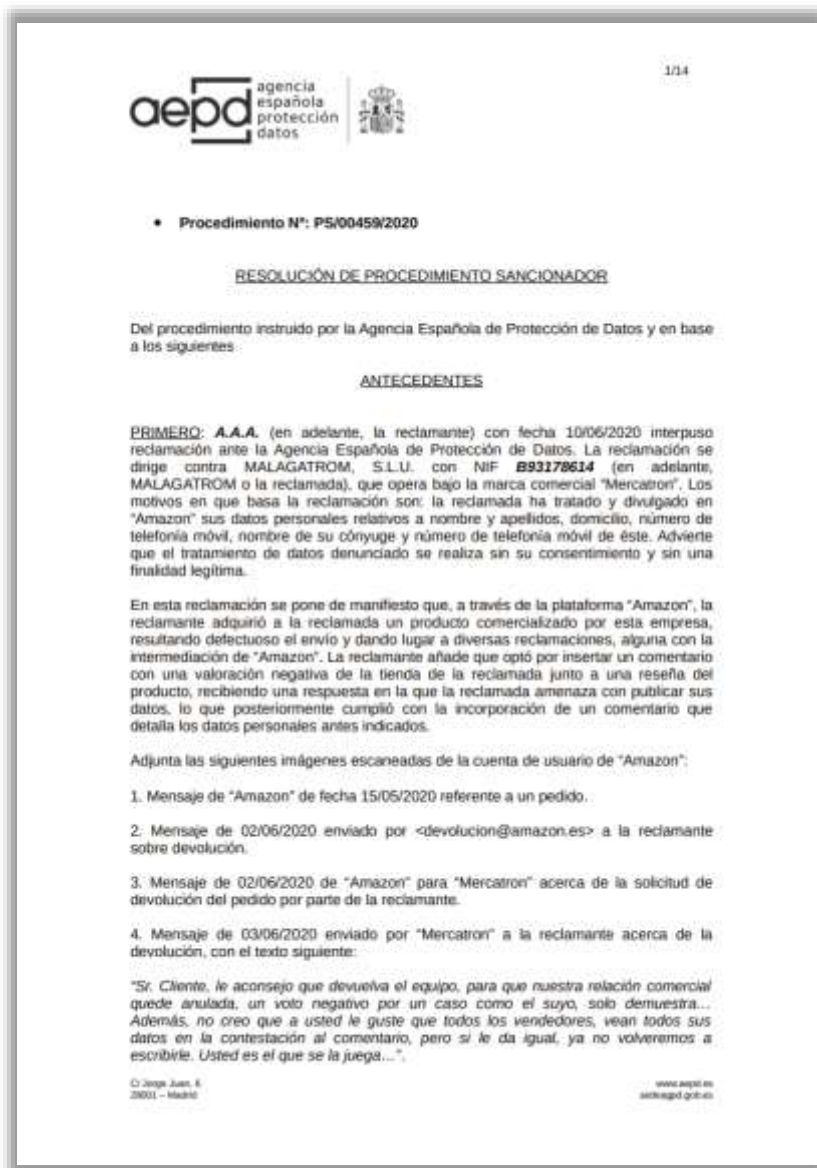 1/14
aepd
agencia
española
protección
datos
• Procedimiento Nº: PS/00459/2020
RESOLUCIÓN DE PROCEDIMIENTO SANCIONADOR
Del procedimiento instruido por la Agencia Española de Protección de Datos y en base
a los siguientes
ANTECEDENTES
PRIMERO: A.A.A. (en adelante, la reclamante) con fecha 10/06/2020 interpuso
reclamación ante la Agencia Española de Protección de Datos. La reclamación se
dirige contra MALAGATROM, S.L.U. con NIF B93178614 (en adelante,
MALAGATROM o la reclamada), que opera bajo la marca comercial "Mercatron". Los
motivos en que basa la reclamación son: la reclamada ha tratado y divulgado en
"Amazon" sus datos personales relativos a nombre y apellidos, domicilio, número de
telefonía móvil, nombre de su cónyuge y número de telefonía móvil de éste. Advierte
que el tratamiento de datos denunciado se realiza sin su consentimiento y sin una
finalidad legítima.
En esta reclamación se pone de manifiesto que, a través de la plataforma "Amazon", la
reclamante adquirió a la reclamada un producto comercializado por esta empresa,
resultando defectuoso el envío y dando lugar a diversas reclamaciones, alguna con la
intermediación de "Amazon". La reclamante añade que optó por insertar un comentario
con una valoración negativa de la tienda de la reclamada junto a una reseña del
producto, recibiendo una respuesta en la que la reclamada amenaza con publicar sus
datos, lo que posteriormente cumplió con la incorporación de un comentario que
detalla los datos personales antes indicados.
Adjunta las siguientes imágenes escaneadas de la cuenta de usuario de "Amazon":
1. Mensaje de "Amazon" de fecha 15/05/2020 referente a un pedido.
2. Mensaje de 02/06/2020 enviado por <devolucion@amazon.es> a la reclamante
sobre devolución.
3. Mensaje de 02/06/2020 de "Amazon" para "Mercatron" acerca de la solicitud de
devolución del pedido por parte de la reclamante.
4. Mensaje de 03/06/2020 enviado por "Mercatron" a la reclamante acerca de la
devolución, con el texto siguiente:
"Sr. Cliente, le aconsejo que devuelva el equipo, para que nuestra relación comercial
quede anulada, un voto negativo por un caso como el suyo, solo demuestra…
Además, no creo que a usted le guste que todos los vendedores, vean todos sus
datos en la contestación al comentario, pero si le da igual, ya no volveremos a
escribirle. Usted es el que se la juega…".
C/ Jorge Juan, 6
28001 – Madrid
www.aepd.es
sedeagpd.gob.es